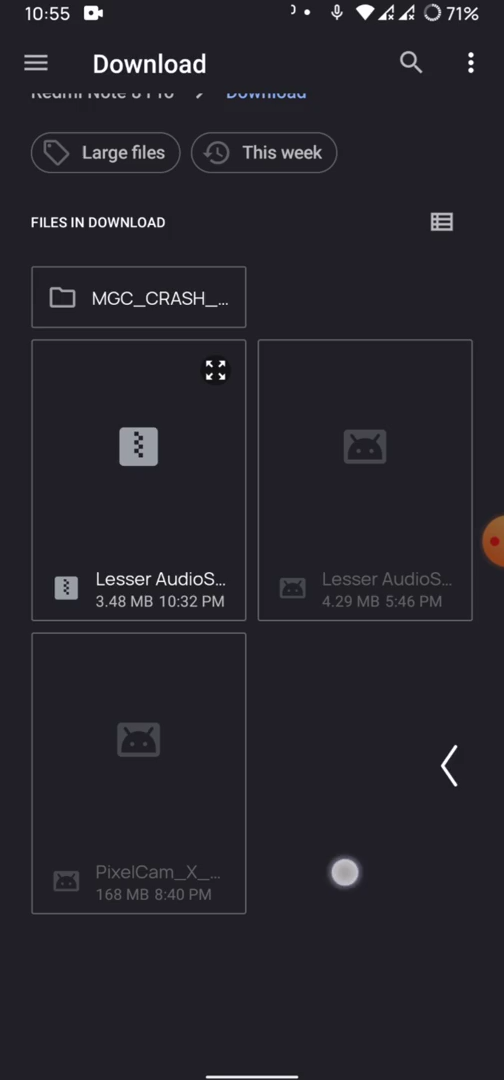 10:55
71%
Download
Download
Large files
This week
FILES IN DOWNLOAD
MGC_CRASH_...
Lesser AudioS...
3.48 MB 10:32 PM
Lesser AudioS...
4.29 MB 5:46 PM
PixelCam_X_...
168 MB 8:40 PM